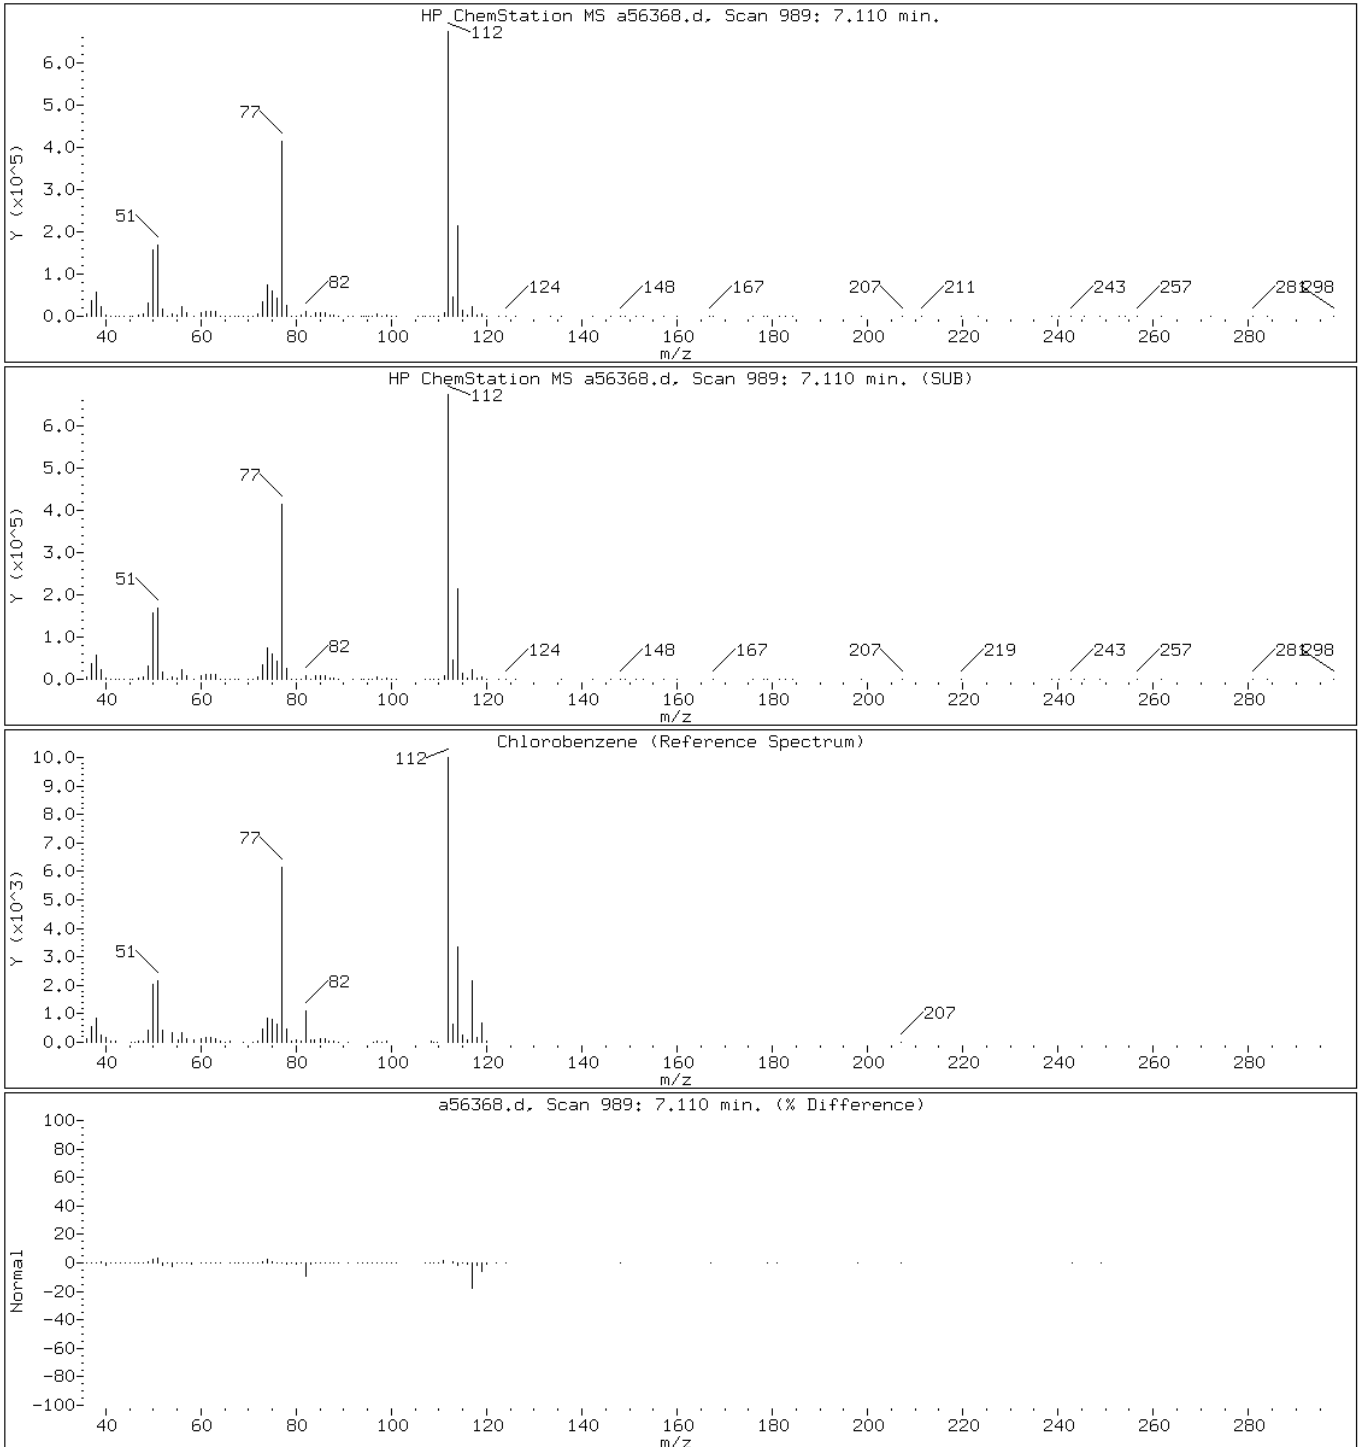 HP ChemStation MS a56368.d, Scan 989: 7.110 min.
112
6.0
5.0
77
4.0
3.0
51
2.0
1.0
82 124 148 167 207 211 243 257 281 298
0.0
Y (x10^5)
40 60 80 100 120 140 160 180 200 220 240 260 280
m/z
HP ChemStation MS a56368.d, Scan 989: 7.110 min. (SUB)
112
6.0
5.0
77
4.0
3.0
51
2.0
1.0
82 124 148 167 207 219 243 257 281 298
0.0
Y (x10^5)
40 60 80 100 120 140 160 180 200 220 240 260 280
m/z
Chlorobenzene (Reference Spectrum)
10.0
112
9.0
8.0
77
7.0
6.0
5.0
4.0
51
3.0
82
2.0
207
1.0
0.0
Y (x10^3)
40 60 80 100 120 140 160 180 200 220 240 260 280
m/z
a56368.d, Scan 989: 7.110 min. (% Difference)
100
80
60
40
20
0
-20
-40
-60
-80
-100
Normal
40 60 80 100 120 140 160 180 200 220 240 260 280
m/z